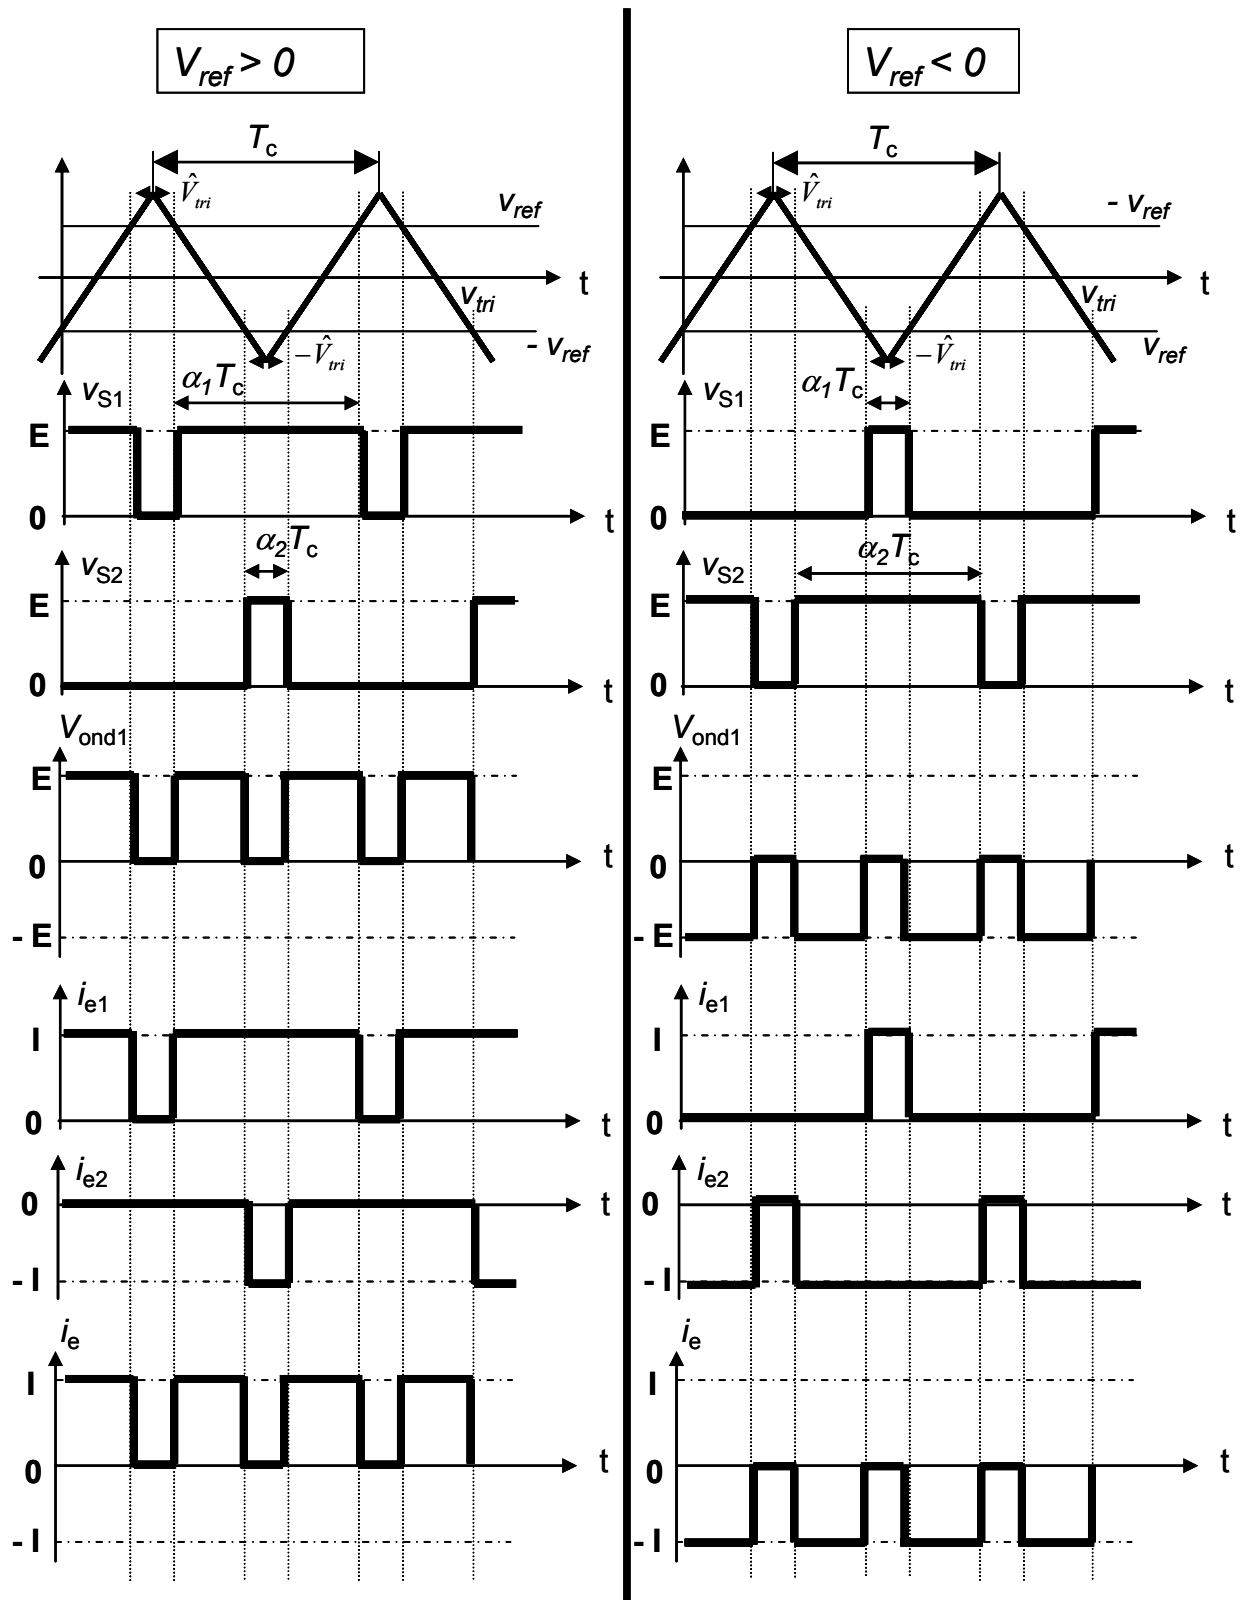 V_ref > 0
T_c
V̂_tri
v_ref
t
v_tri
- v_ref
−V̂_tri
v_S1
α_1T_c
E
0
t
v_S2
α_2T_c
E
0
t
V_ond1
E
0
t
- E
i_e1
I
0
t
i_e2
0
t
- I
i_e
I
0
t
- I
V_ref < 0
T_c
V̂_tri
- v_ref
t
v_tri
v_ref
−V̂_tri
v_S1
α_1T_c
E
0
t
v_S2
α_2T_c
E
0
t
V_ond1
E
0
t
- E
i_e1
I
0
t
i_e2
0
t
- I
i_e
I
0
t
- I